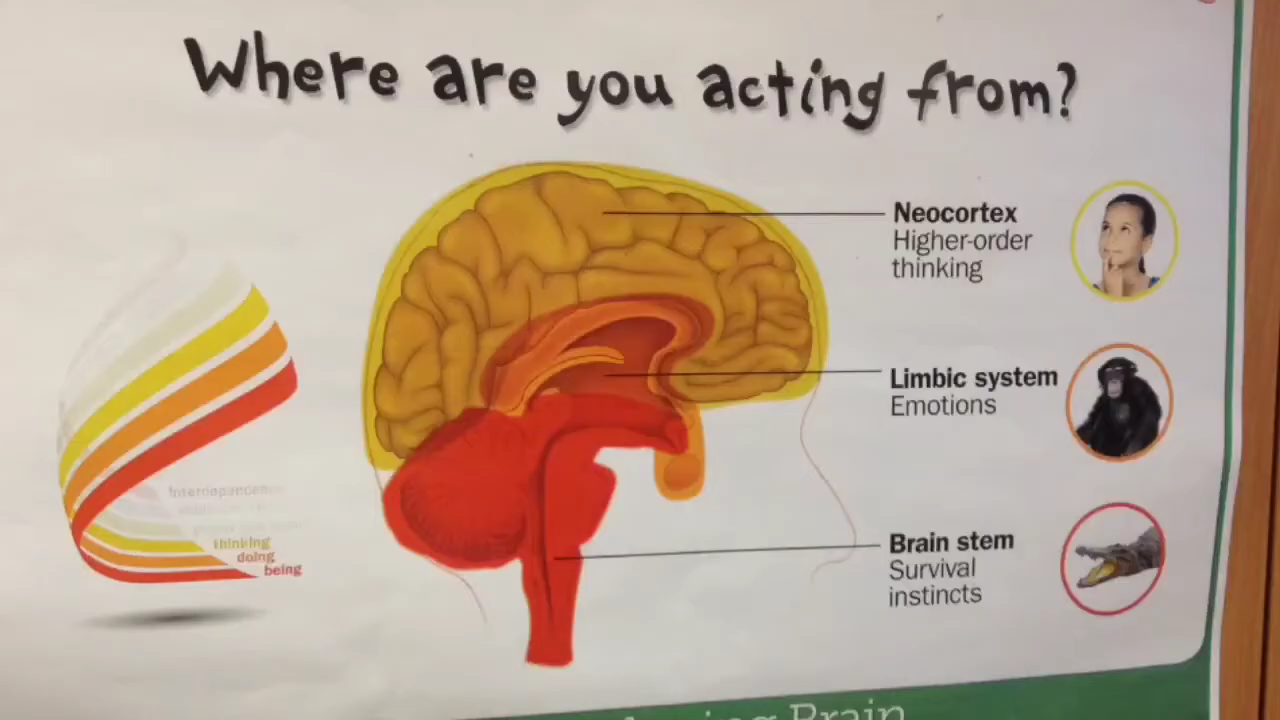 Where are you acting from?
Neocortex
Higher-order
thinking
Limbic system
Emotions
Brain stem
Survival
instincts
thinking
doing
being
Brain